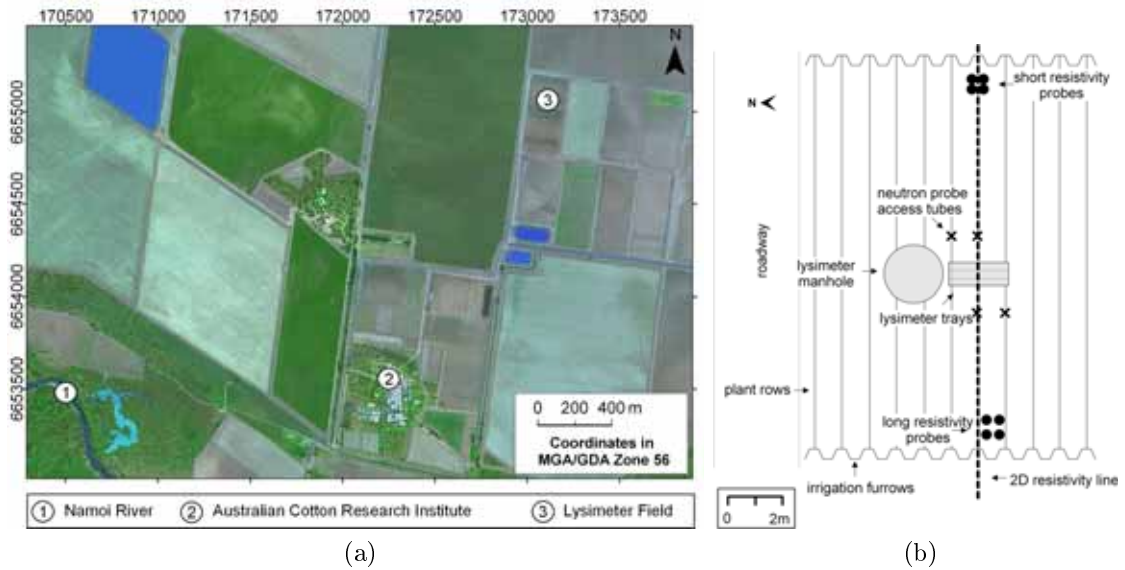 170500 171000 171500 172000 172500 173000 173500
N
6655000
6654500
6654000
6653500
1
2
3
0 200 400 m
Coordinates in
MGA/GDA Zone 56
1 Namoi River 2 Australian Cotton Research Institute 3 Lysimeter Field
(a)
N
short resistivity
probes
neutron probe
access tubes
roadway
lysimeter
manhole
lysimeter trays
plant rows
long resistivity
probes
irrigation furrows
2D resistivity line
0 2m
(b)